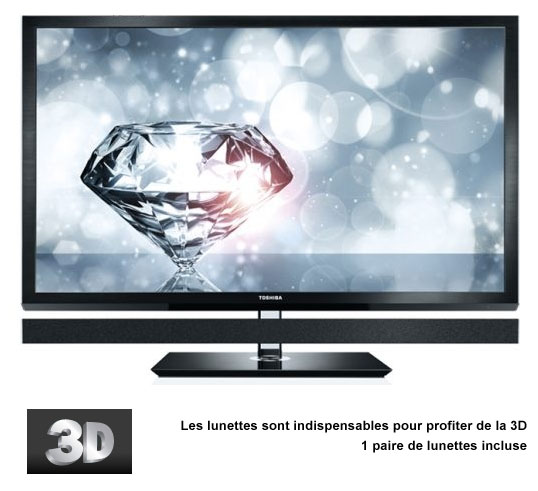 TOSHIBA
3D
Les lunettes sont indispensables pour profiter de la 3D
1 paire de lunettes incluse